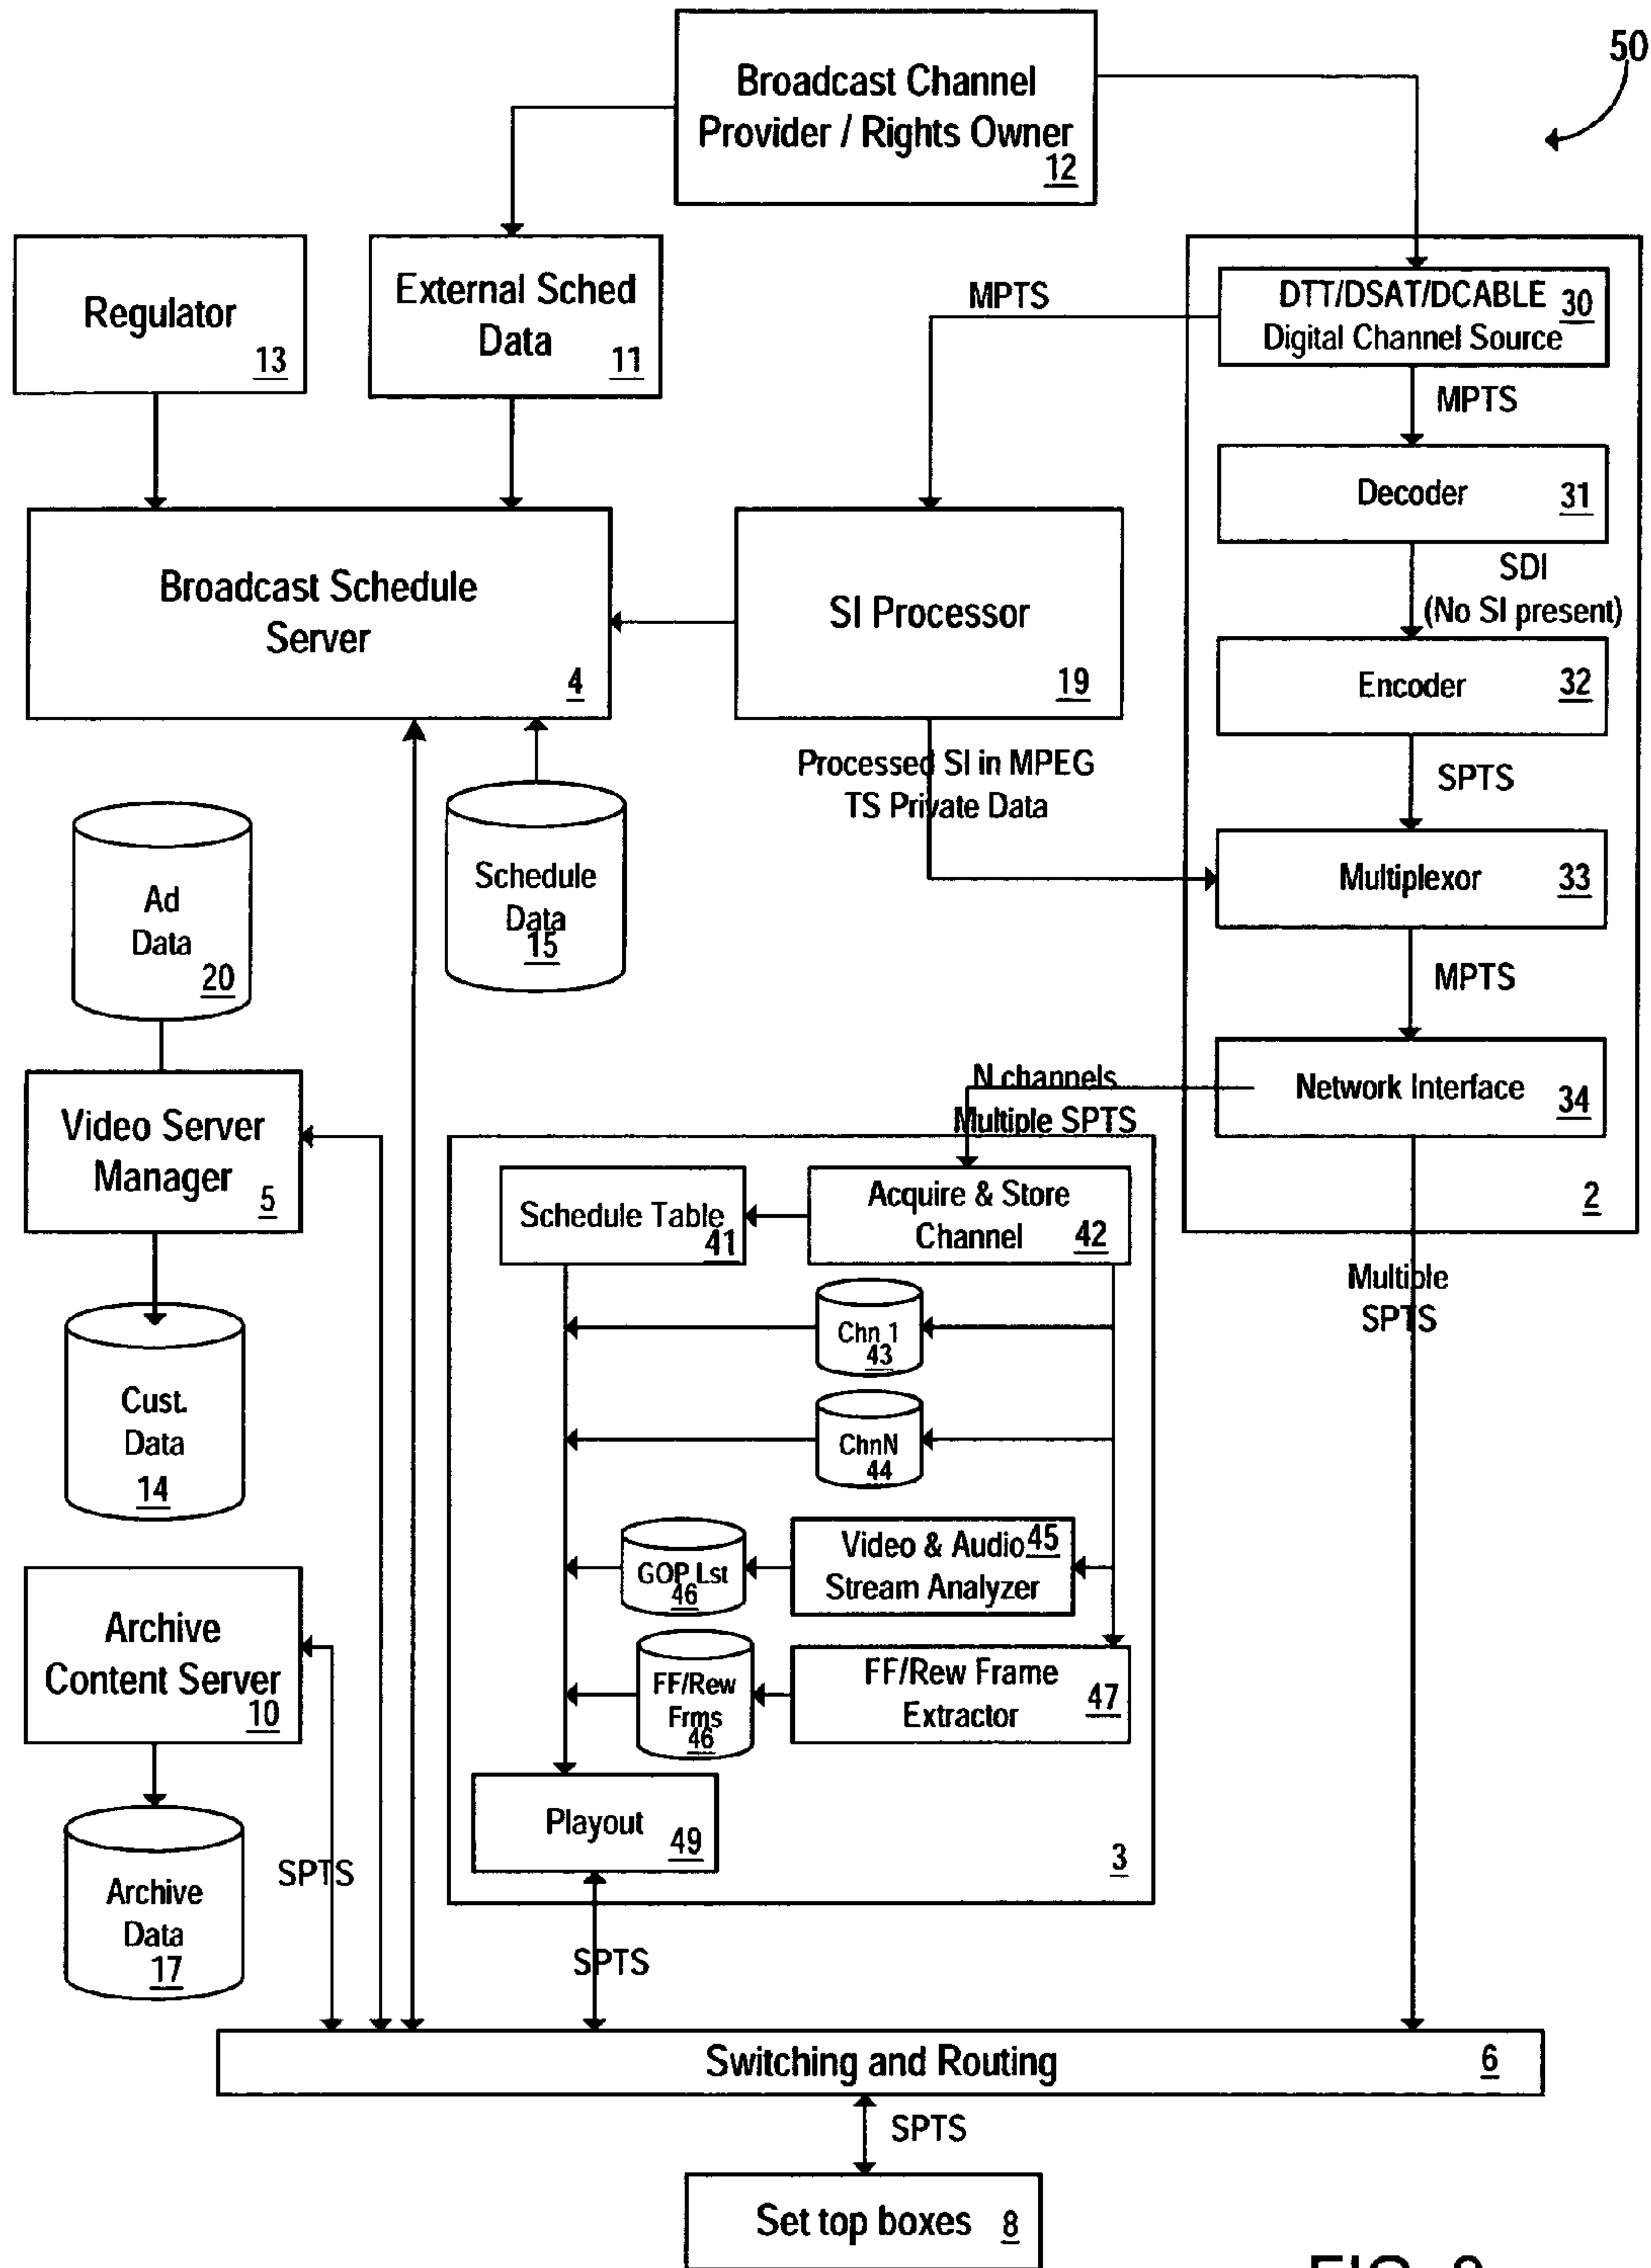 50
Broadcast Channel
Provider / Rights Owner
12
Regulator
13
External Sched
Data
11
MPTS
DTT/DSAT/DCABLE
Digital Channel Source
30
MPTS
Decoder
31
SDI
(No SI present)
Broadcast Schedule
Server
4
SI Processor
19
Encoder
32
SPTS
Processed SI in MPEG
TS Private Data
Multiplexor
33
MPTS
Ad
Data
20
Schedule
Data
15
Network Interface
34
2
N channels
Multiple SPTS
Video Server
Manager
5
Schedule Table
41
Acquire & Store
Channel
42
Multiple
SPTS
Chn 1
43
Cust.
Data
14
ChnN
44
GOP Lst
46
Video & Audio
Stream Analyzer
45
Archive
Content Server
10
FF/Rew
Frms
46
FF/Rew Frame
Extractor
47
Playout
49
3
SPTS
Archive
Data
17
SPTS
Switching and Routing
6
SPTS
Set top boxes
8